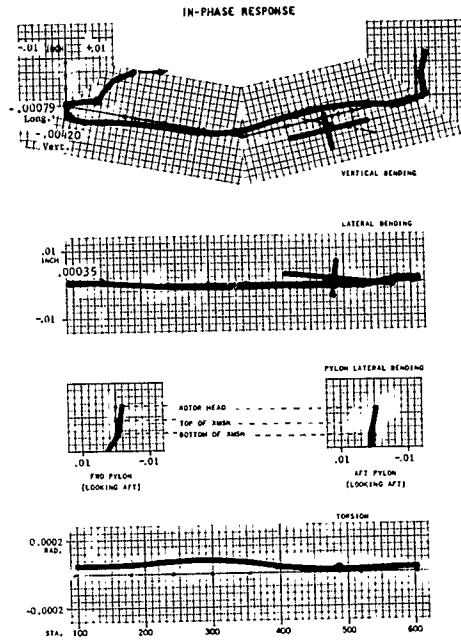 IN-PHASE RESPONSE
-.01 INCH +.01
-.00079
Long.
-.00420
Vert.
VERTICAL BENDING
LATERAL BENDING
.01
INCH
.00035
-.01
PYLON LATERAL BENDING
ROTOR HEAD
TOP OF XMSN
BOTTOM OF XMSN
.01 -.01 .01 -.01
FWD PYLON AFT PYLON
(LOOKING AFT) (LOOKING AFT)
TORSION
0.0002
RAD.
-0.0002
STA. 100 200 300 400 500 600